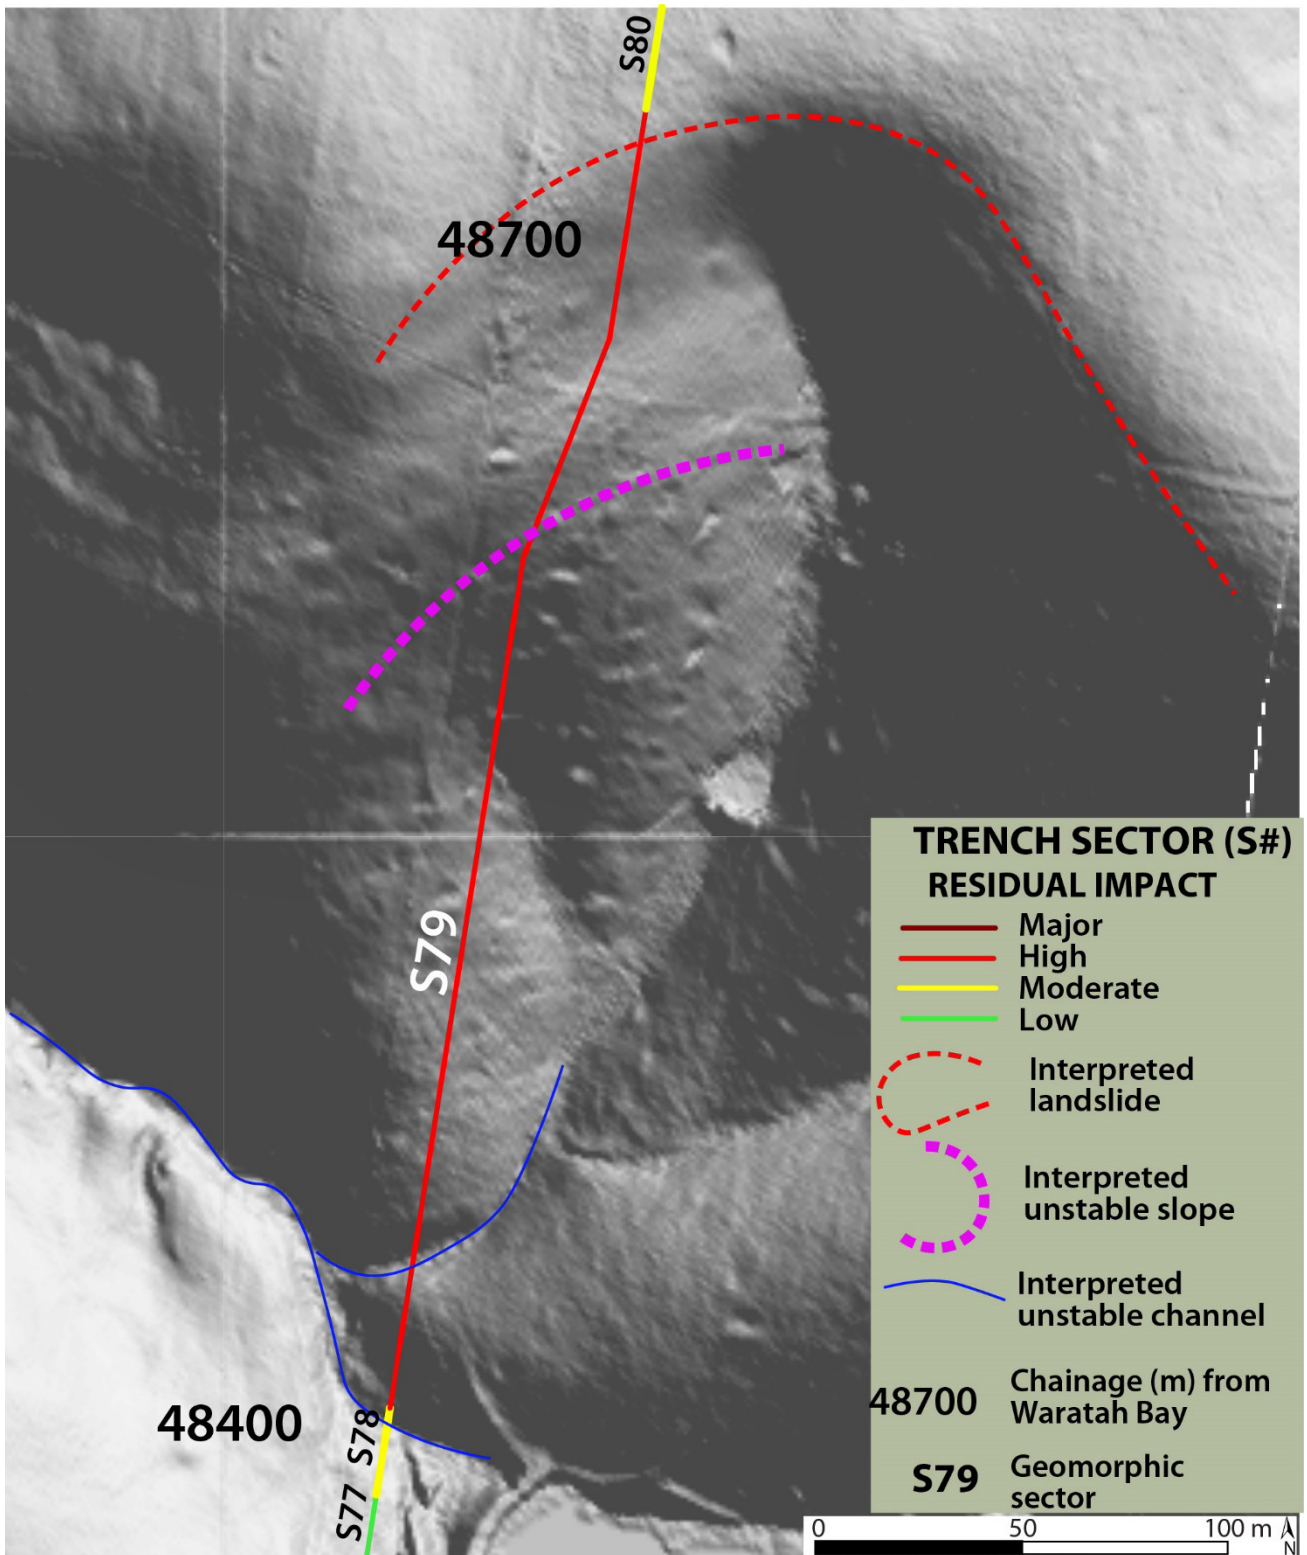 S80
48700
S79
48400
S78
S77
TRENCH SECTOR (S#)
RESIDUAL IMPACT
Major
High
Moderate
Low
Interpreted
landslide
Interpreted
unstable slope
Interpreted
unstable channel
48700 Chainage (m) from
Waratah Bay
S79 Geomorphic
sector
0 50 100 m
N